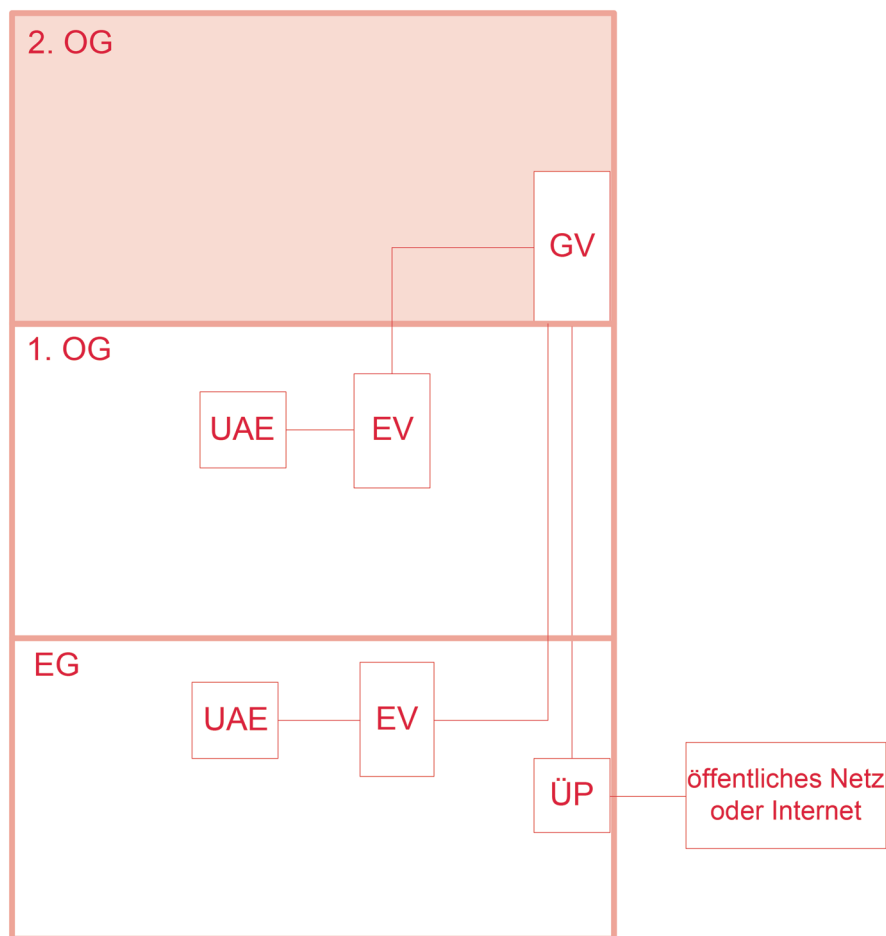 2. OG
GV
1. OG
UAE
EV
EG
UAE
EV
ÜP
öffentliches Netz
oder Internet